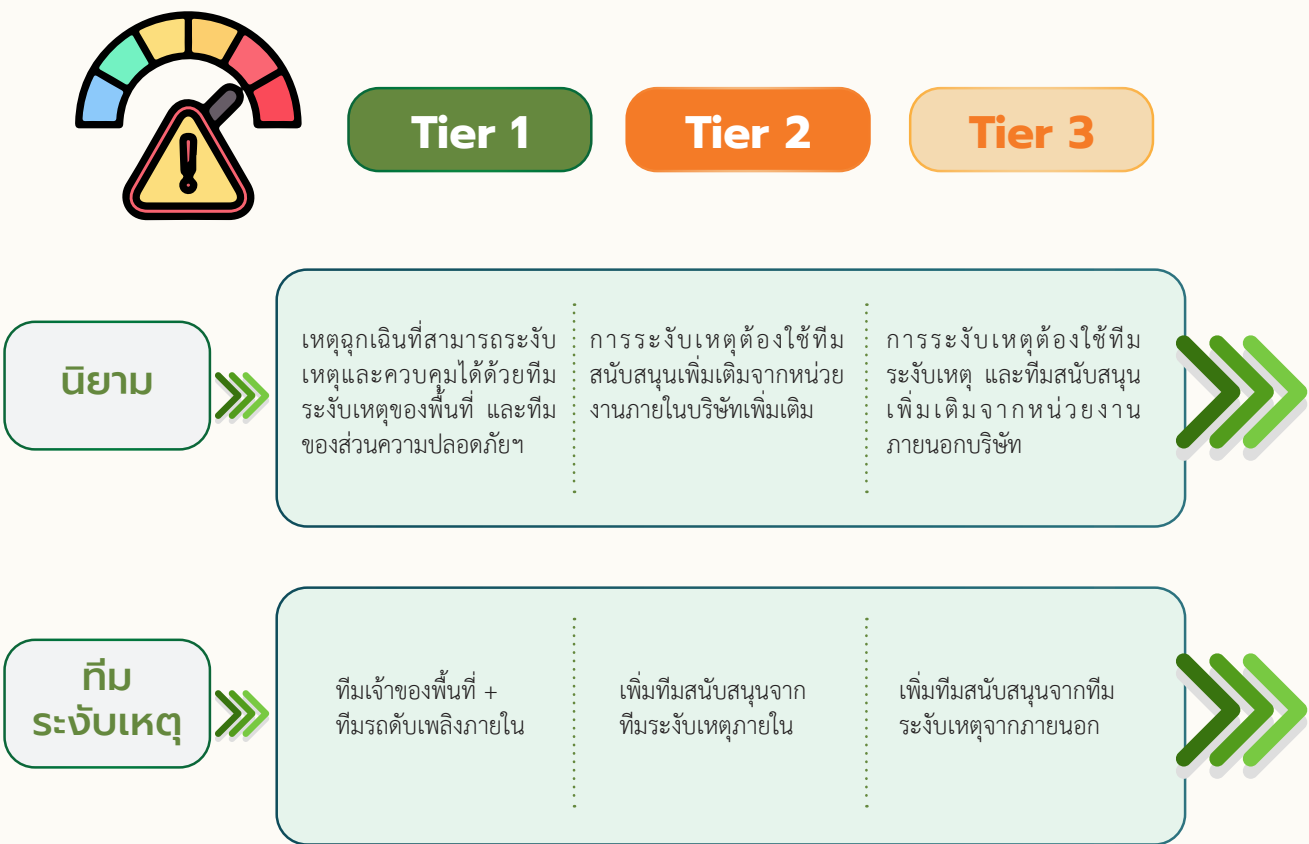 Tier 1
Tier 2
Tier 3
นิยาม
เหตุฉุกเฉินที่สามารถระงับ
เหตุและควบคุมได้ด้วยทีม
ระงับเหตุของพื้นที่ และทีม
ของส่วนความปลอดภัยฯ
การระงับเหตุต้องใช้ทีม
สนับสนุนเพิ่มเติมจากหน่วย
งานภายในบริษัทเพิ่มเติม
การระงับเหตุต้องใช้ทีม
ระงับเหตุ และทีมสนับสนุน
เพิ่มเติมจากหน่วยงาน
ภายนอกบริษัท
ทีม
ระงับเหตุ
ทีมเจ้าของพื้นที่ +
ทีมรถดับเพลิงภายใน
เพิ่มทีมสนับสนุนจาก
ทีมระงับเหตุภายใน
เพิ่มทีมสนับสนุนจากทีม
ระงับเหตุจากภายนอก